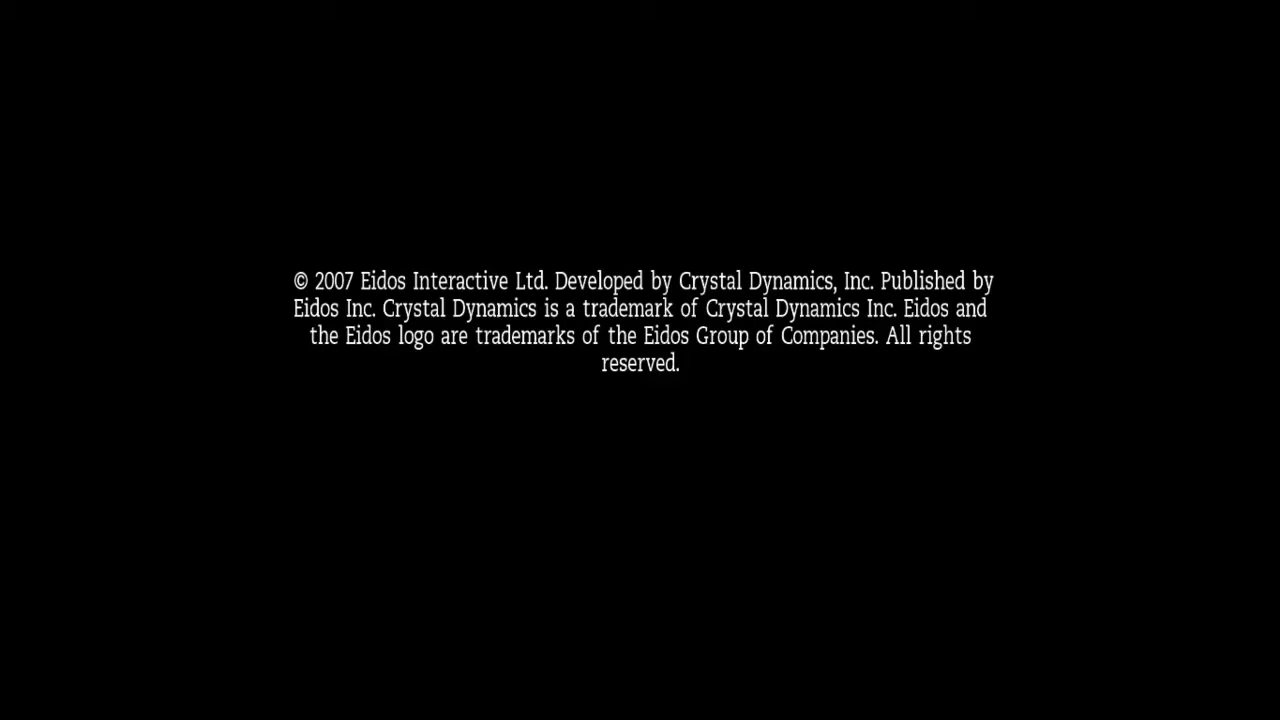 © 2007 Eidos Interactive Ltd. Developed by Crystal Dynamics, Inc. Published by
Eidos Inc. Crystal Dynamics is a trademark of Crystal Dynamics Inc. Eidos and
the Eidos logo are trademarks of the Eidos Group of Companies. All rights
reserved.